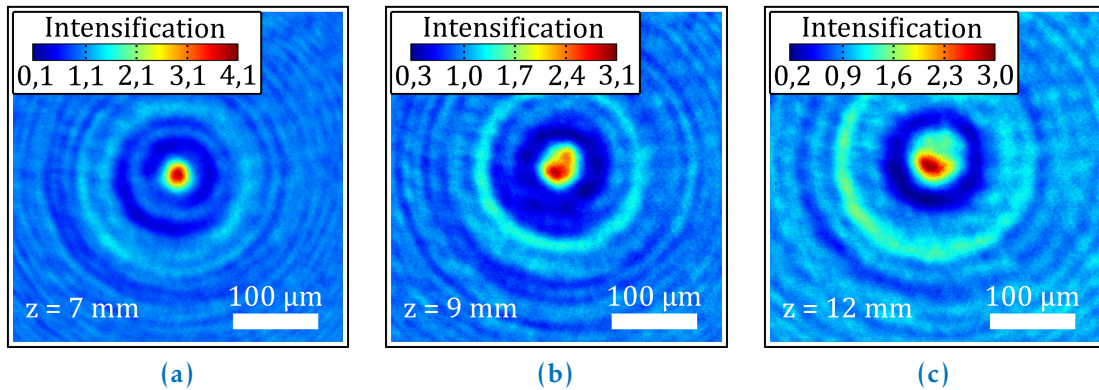 Intensification
0,1 1,1 2,1 3,1 4,1
z = 7 mm
100 µm
(a)
Intensification
0,3 1,0 1,7 2,4 3,1
z = 9 mm
100 µm
(b)
Intensification
0,2 0,9 1,6 2,3 3,0
z = 12 mm
100 µm
(c)